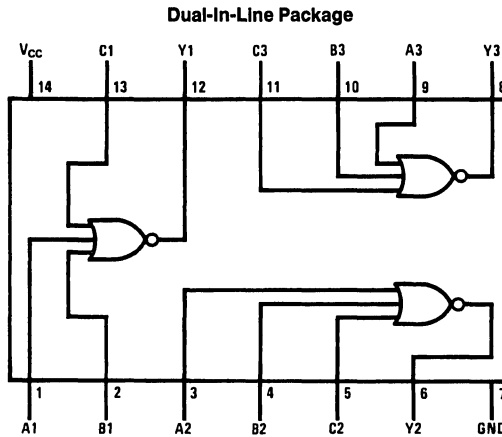 Dual-In-Line Package
VCC C1 Y1 C3 B3 A3 Y3
14 13 12 11 10 9 8
1 2 3 4 5 6 7
A1 B1 A2 B2 C2 Y2 GND